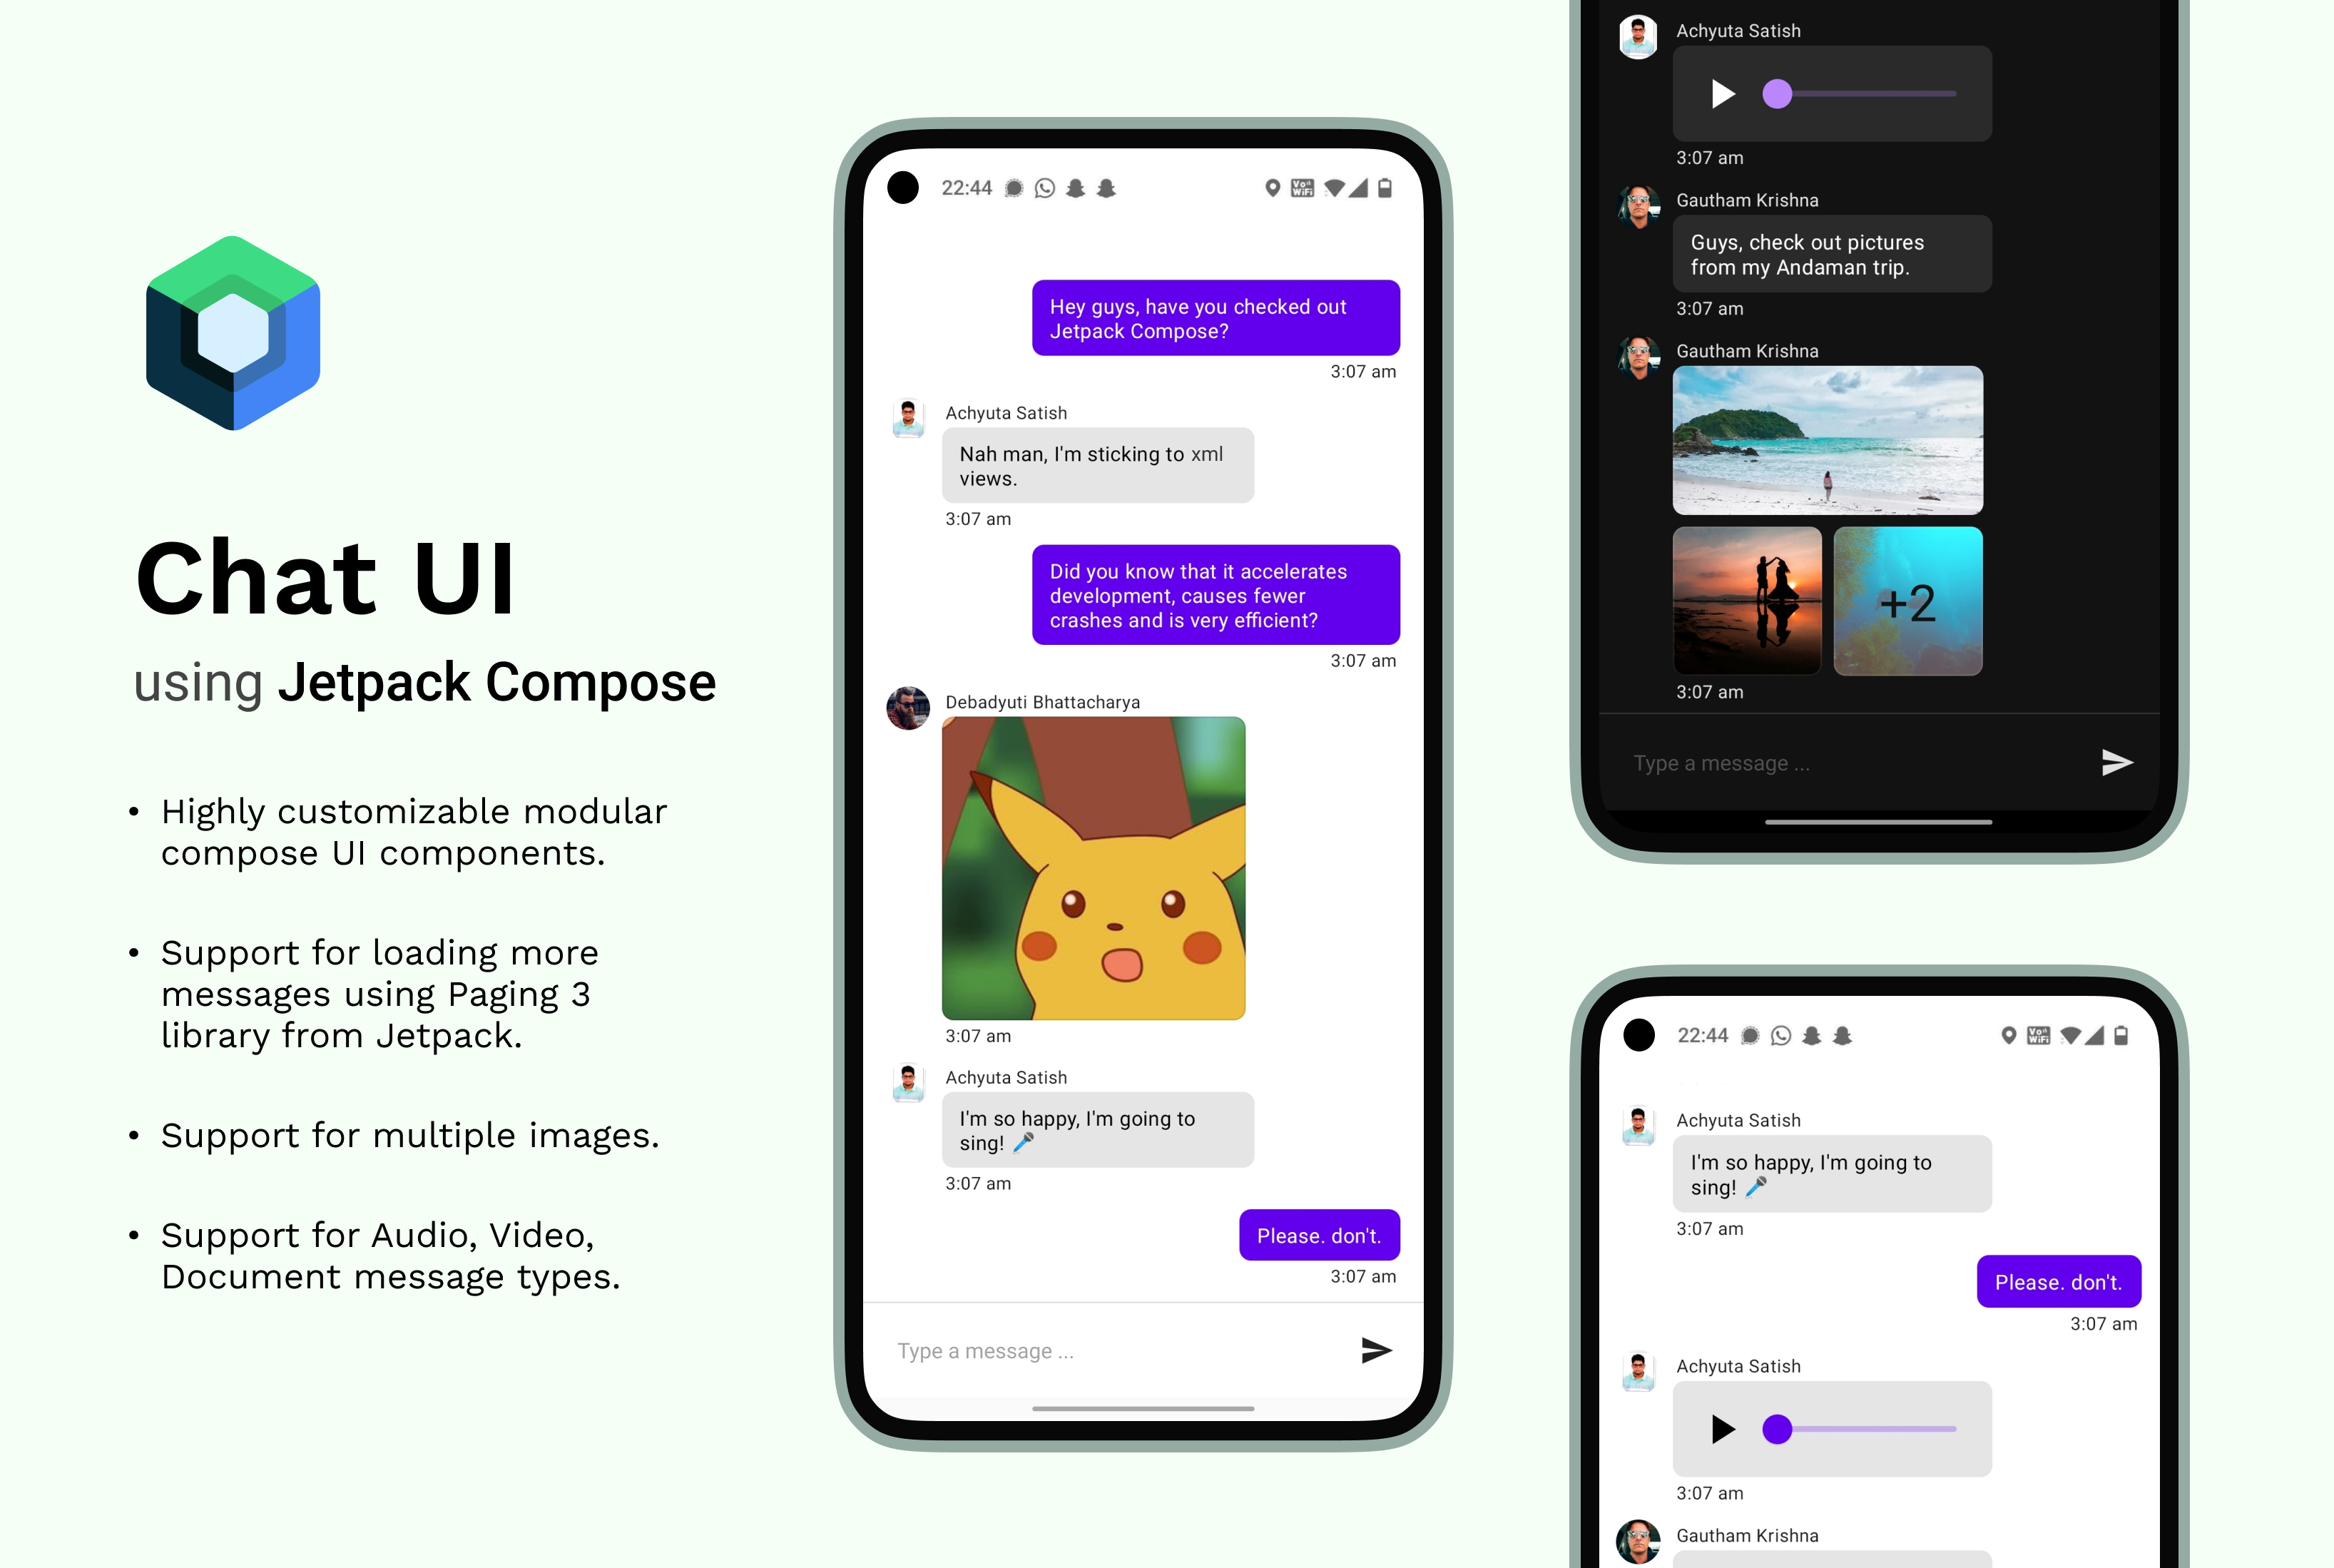 Chat UI
using Jetpack Compose
• Highly customizable modular
compose UI components.
• Support for loading more
messages using Paging 3
library from Jetpack.
• Support for multiple images.
• Support for Audio, Video,
Document message types.
22:44
Vo
WiFi
Hey guys, have you checked out
Jetpack Compose?
3:07 am
Achyuta Satish
Nah man, I'm sticking to xml
views.
3:07 am
Did you know that it accelerates
development, causes fewer
crashes and is very efficient?
3:07 am
Debadyuti Bhattacharya
3:07 am
Achyuta Satish
I'm so happy, I'm going to
sing! 🎤
3:07 am
Please. don't.
3:07 am
Type a message ...
Achyuta Satish
3:07 am
Gautham Krishna
Guys, check out pictures
from my Andaman trip.
3:07 am
Gautham Krishna
+2
3:07 am
Type a message ...
22:44
Vo
WiFi
Achyuta Satish
I'm so happy, I'm going to
sing! 🎤
3:07 am
Please. don't.
3:07 am
Achyuta Satish
3:07 am
Gautham Krishna